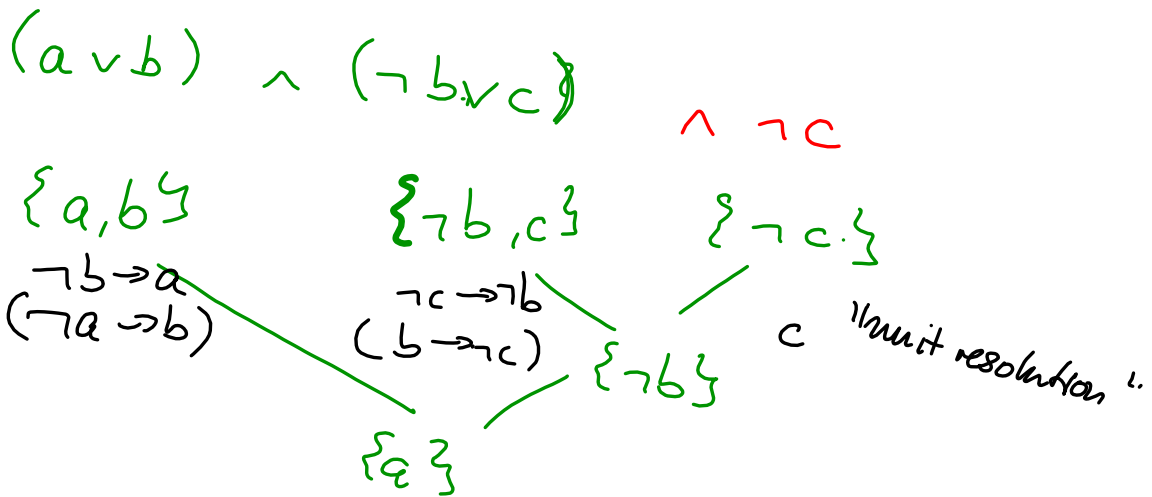 (a ∨ b) ∧ (¬b ∨ c) ∧ ¬c
{a, b} {¬b, c} {¬c}
¬b → a ¬c → ¬b
(¬a → b) (b → ¬c) c "unit resolution"
{¬b}
{a}